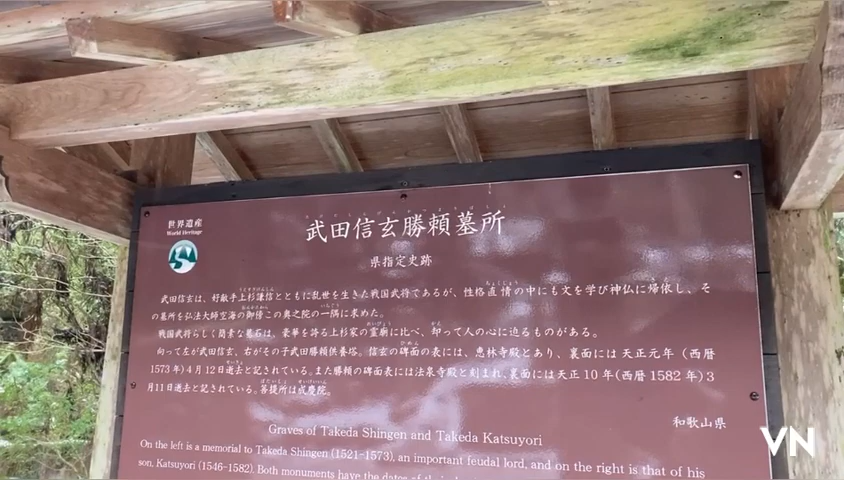 世界遺産
World Heritage
武田信玄勝頼墓所
県指定史跡
武田信玄は、好敵手上杉謙信とともに乱世を生きた戦国武将であるが、性格直情の中にも文を学び神仏に帰依し、そ
の墓所を弘法大師空海の御傍この奥之院の一隅に求めた。
戦国武将らしく簡素な墓石は、豪華を誇る上杉家の霊廟に比べ、却って人の心に迫るものがある。
向って左が武田信玄、右がその子武田勝頼供養塔。信玄の碑面の表には、恵林寺殿とあり、裏面には天正元年（西暦
1573年）4月12日逝去と記されている。また勝頼の碑面表には法泉寺殿と刻まれ、裏面には天正10年（西暦1582年）3
月11日逝去と記されている。菩提所は成慶院。
和歌山県
Graves of Takeda Shingen and Takeda Katsuyori
On the left is a memorial to Takeda Shingen (1521-1573), an important feudal lord, and on the right is that of his
son, Katsuyori (1546-1582). Both monuments have the dates of
VN